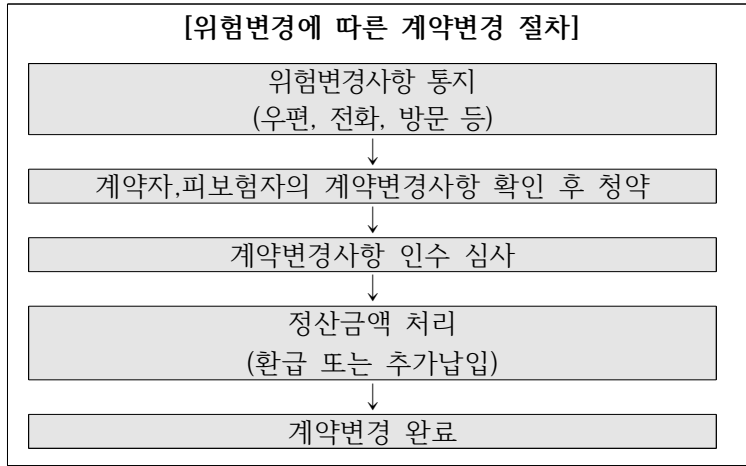 [위험변경에 따른 계약변경 절차]
위험변경사항 통지
(우편, 전화, 방문 등)
계약자,피보험자의 계약변경사항 확인 후 청약
계약변경사항 인수 심사
정산금액 처리
(환급 또는 추가납입)
계약변경 완료